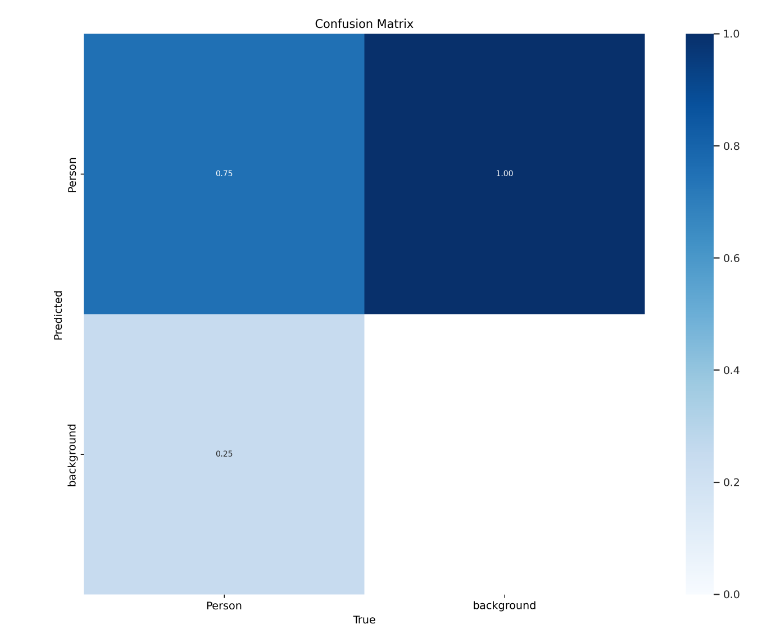 Confusion Matrix
Person
0.75
1.00
Predicted
background
0.25
Person
background
True
1.0
0.8
0.6
0.4
0.2
0.0